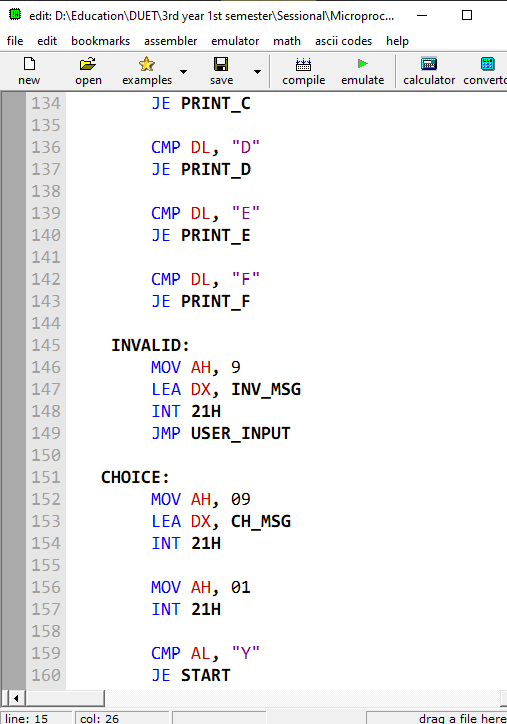 edit: D:\Education\DUET\3rd year 1st semester\Sessional\Microproc...
file edit bookmarks assembler emulator math ascii codes help
new open examples save compile emulate calculator converto
134 JE PRINT_C
135
136 CMP DL, "D"
137 JE PRINT_D
138
139 CMP DL, "E"
140 JE PRINT_E
141
142 CMP DL, "F"
143 JE PRINT_F
144
145 INVALID:
146 MOV AH, 9
147 LEA DX, INV_MSG
148 INT 21H
149 JMP USER_INPUT
150
151 CHOICE:
152 MOV AH, 09
153 LEA DX, CH_MSG
154 INT 21H
155
156 MOV AH, 01
157 INT 21H
158
159 CMP AL, "Y"
160 JE START
line: 15 col: 26 drag a file here